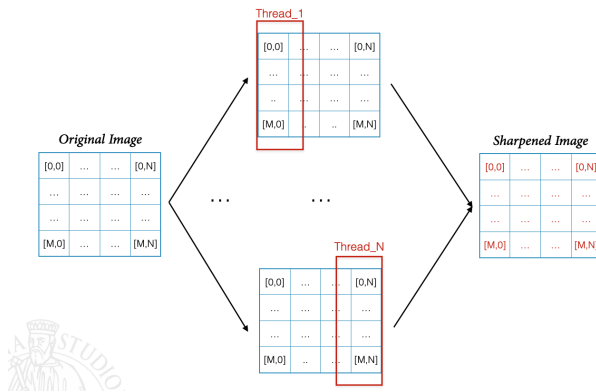 Thread_1
[0,0] ... ... [0,N]
... ... ... ...
.. ... ... ...
[M,0] .. .. [M,N]
Original Image
[0,0] ... ... [0,N]
... ... ... ...
... ... ... ...
[M,0] ... ... [M,N]
... ...
Sharpened Image
[0,0] ... ... [0,N]
... ... ... ...
... ... ... ...
[M,0] ... ... [M,N]
Thread_N
[0,0] ... ... [0,N]
... ... ... ...
... ... ... ...
[M,0] .. ... [M,N]
STUDIO